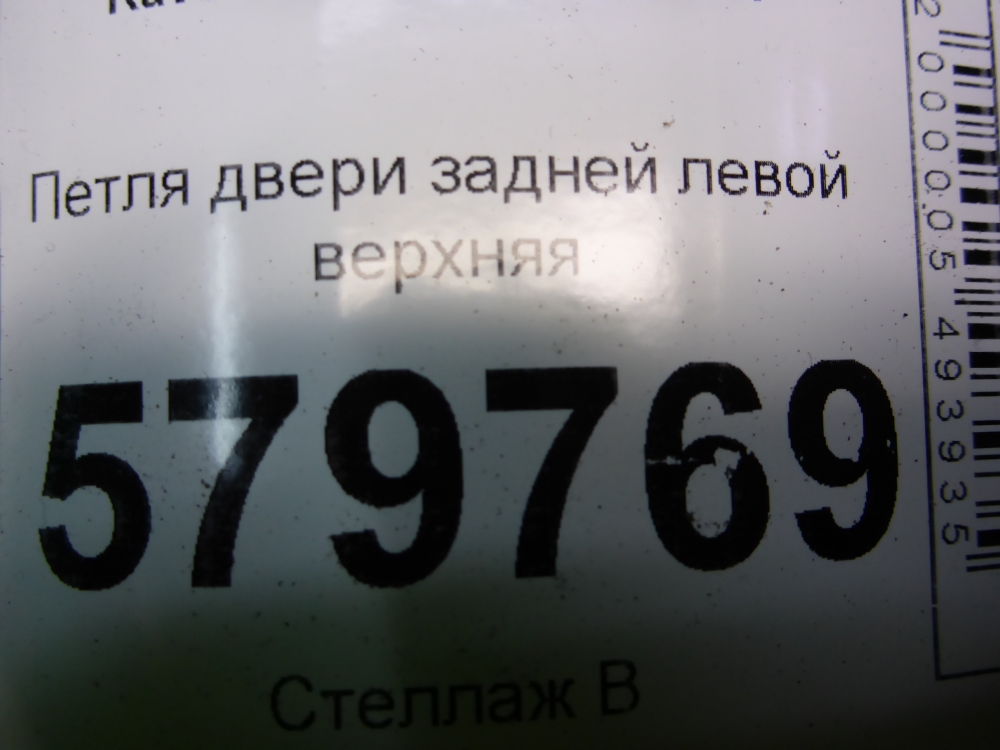 Петля двери задней левой
верхняя
579769
Стеллаж В
2000005493935